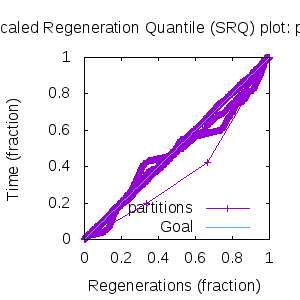 caled Regeneration Quantile (SRQ) plot: p
Time (fraction)
1
0.8
0.6
0.4
0.2
0
0 0.2 0.4 0.6 0.8 1
partitions
Goal
Regenerations (fraction)